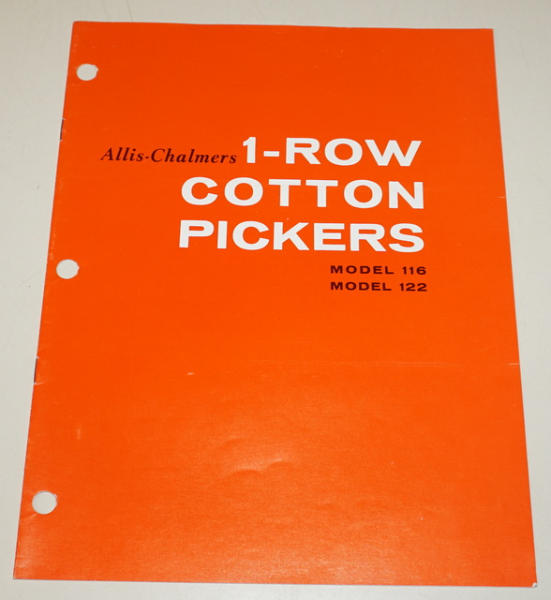 Allis-Chalmers 1-ROW
COTTON
PICKERS
MODEL 116
MODEL 122